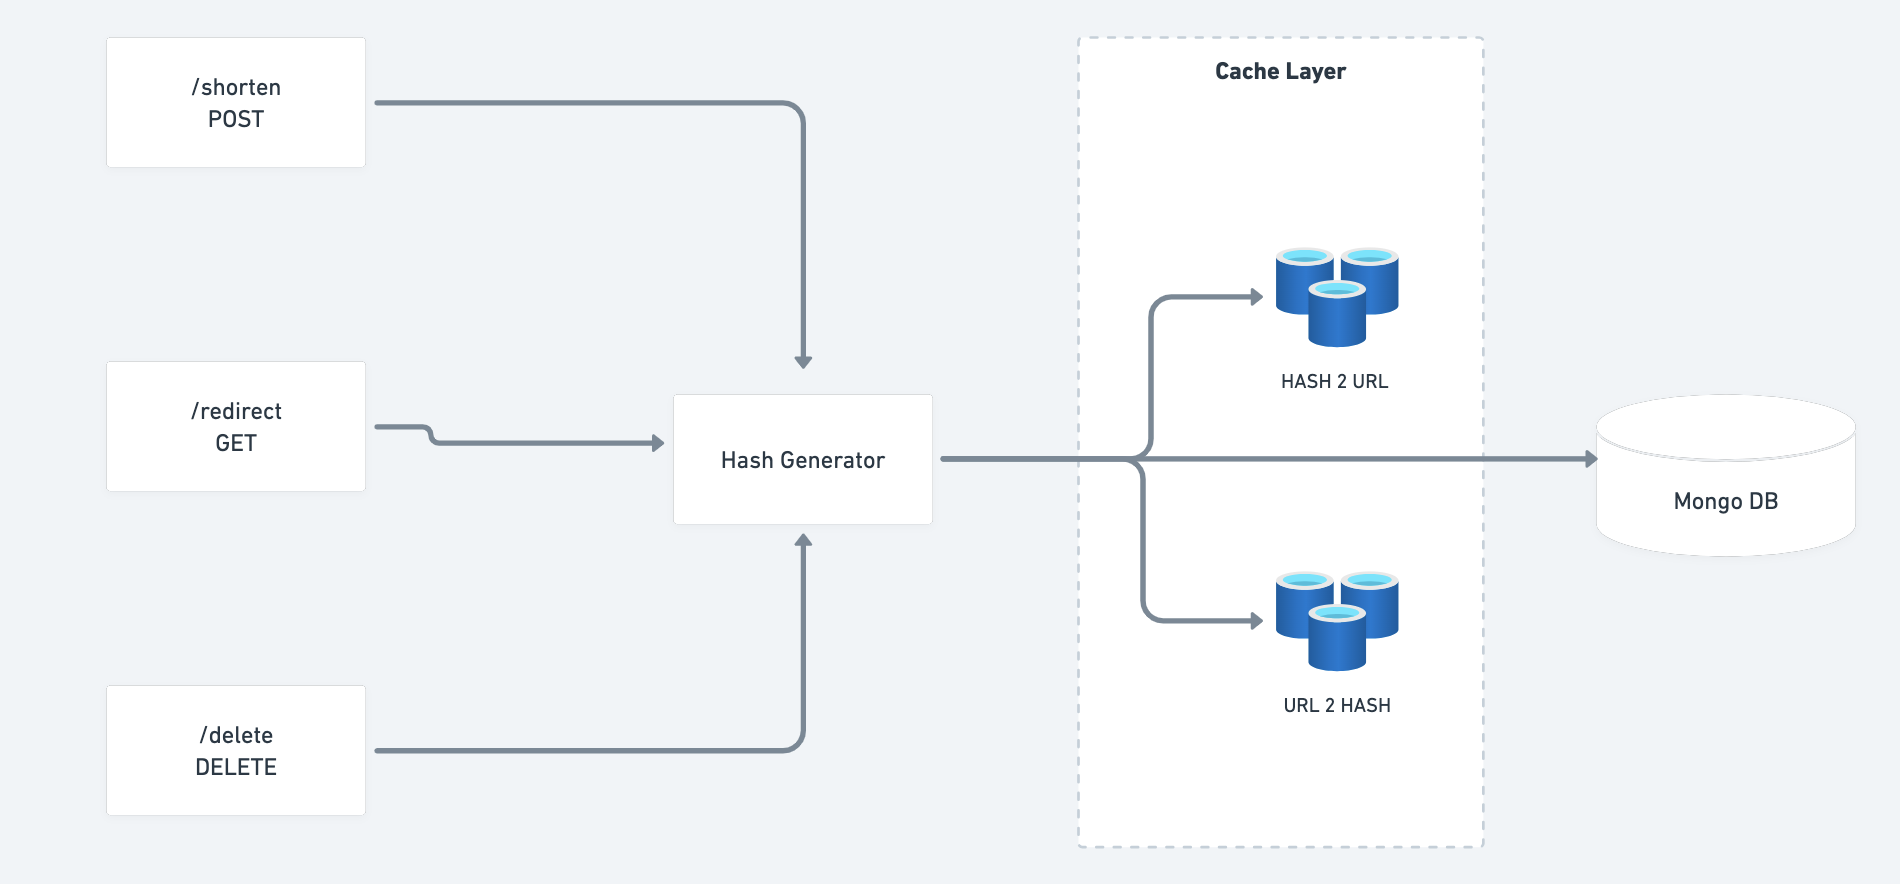 /shorten
POST
/redirect
GET
/delete
DELETE
Hash Generator
Cache Layer
HASH 2 URL
URL 2 HASH
Mongo DB